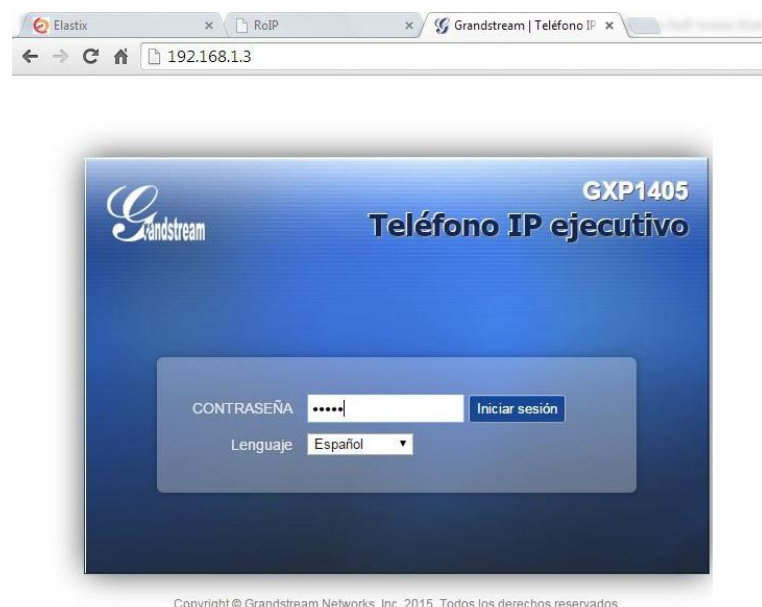 Elastix
RoIP
Grandstream | Teléfono IP
192.168.1.3
Grandstream
GXP1405
Teléfono IP ejecutivo
CONTRASEÑA •••••
Iniciar sesión
Lenguaje Español
Copyright © Grandstream Networks, Inc. 2015. Todos los derechos reservados